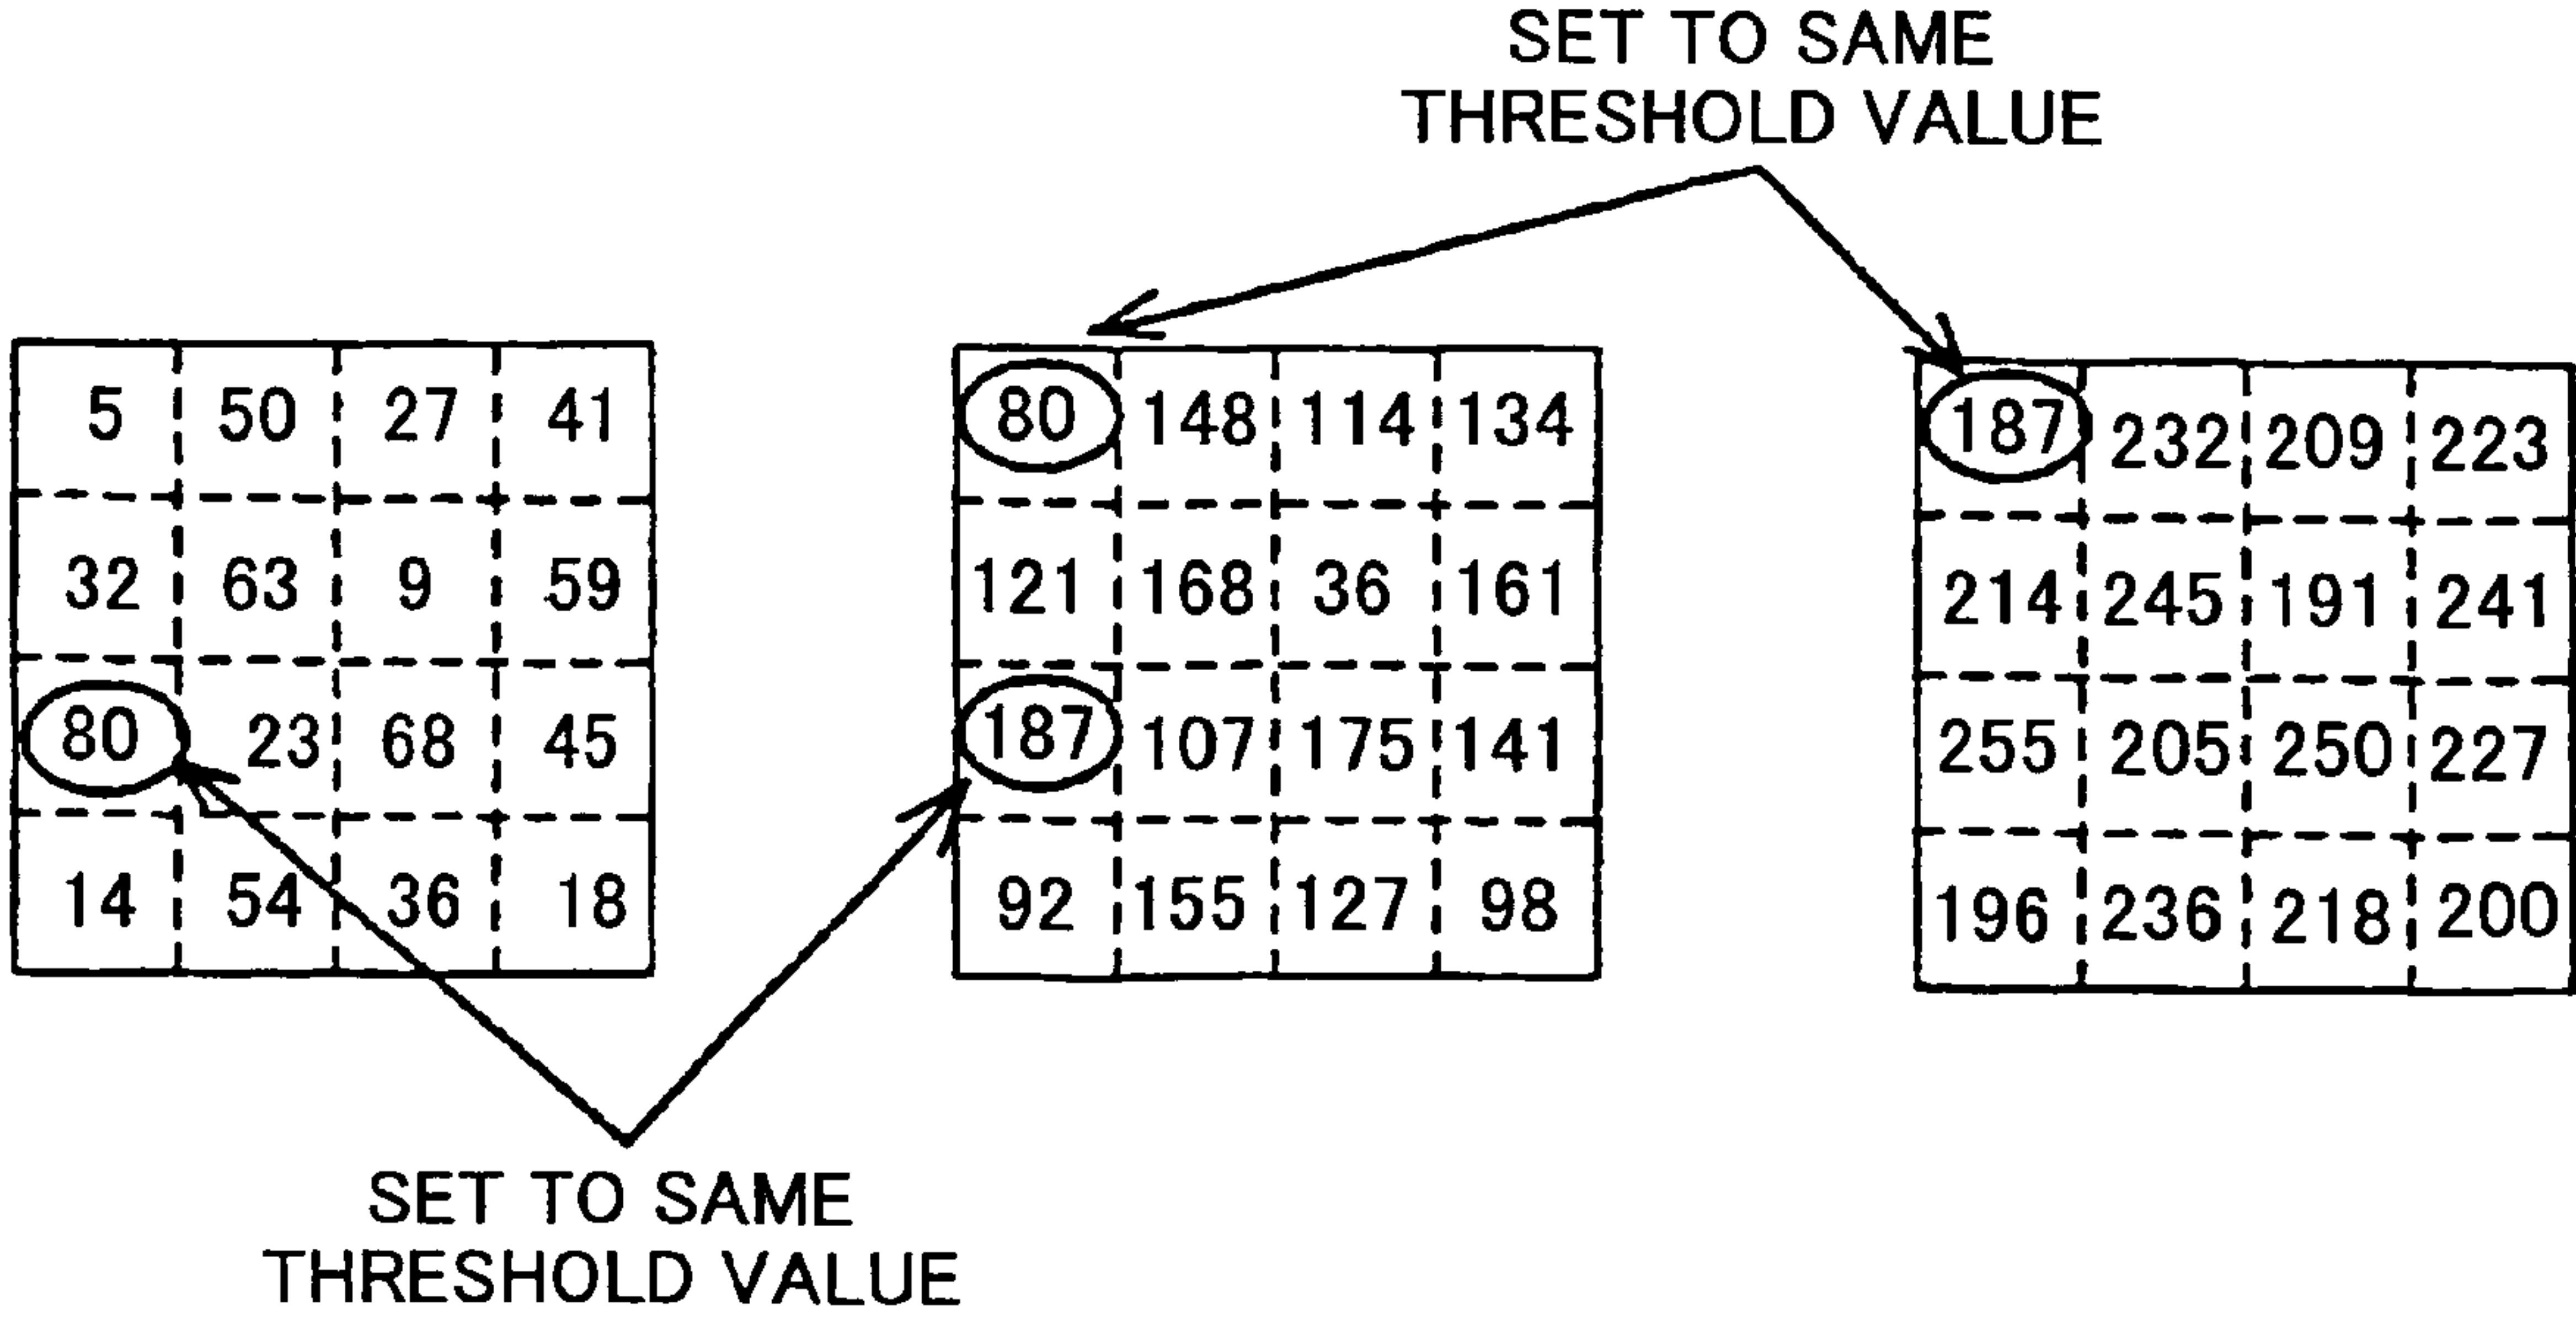 SET TO SAME
THRESHOLD VALUE
5 50 27 41
32 63 9 59
80 23 68 45
14 54 36 18
80 148 114 134
121 168 36 161
187 107 175 141
92 155 127 98
187 232 209 223
214 245 191 241
255 205 250 227
196 236 218 200
SET TO SAME
THRESHOLD VALUE